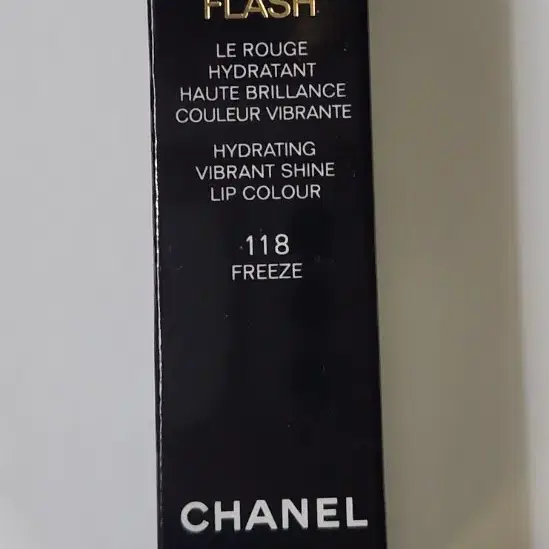 FLASH
LE ROUGE
HYDRATANT
HAUTE BRILLANCE
COULEUR VIBRANTE
HYDRATING
VIBRANT SHINE
LIP COLOUR
118
FREEZE
CHANEL